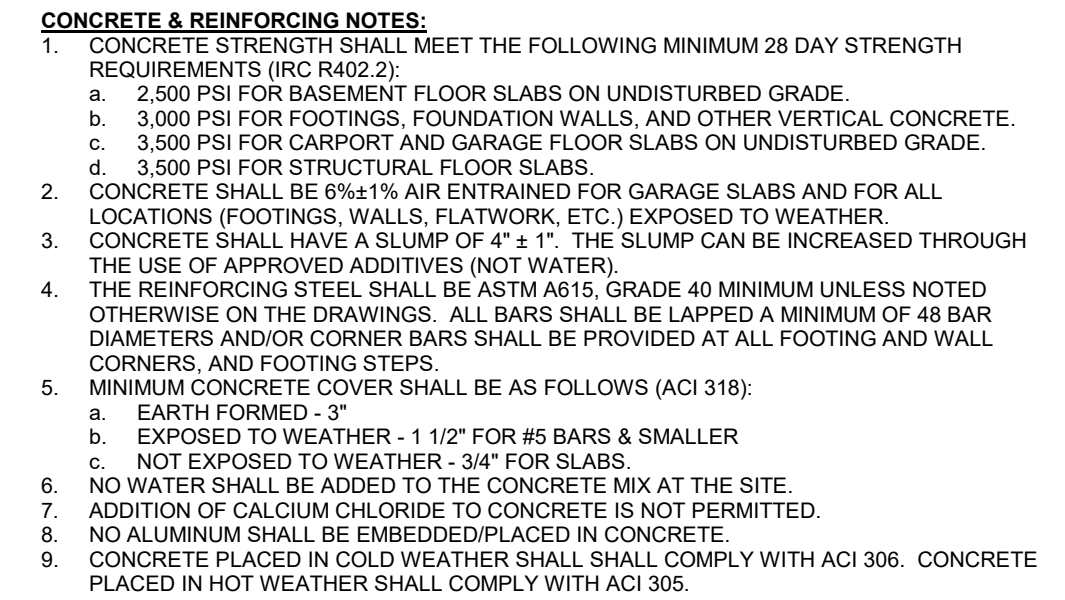 CONCRETE & REINFORCING NOTES:
1. CONCRETE STRENGTH SHALL MEET THE FOLLOWING MINIMUM 28 DAY STRENGTH
REQUIREMENTS (IRC R402.2):
a. 2,500 PSI FOR BASEMENT FLOOR SLABS ON UNDISTURBED GRADE.
b. 3,000 PSI FOR FOOTINGS, FOUNDATION WALLS, AND OTHER VERTICAL CONCRETE.
c. 3,500 PSI FOR CARPORT AND GARAGE FLOOR SLABS ON UNDISTURBED GRADE.
d. 3,500 PSI FOR STRUCTURAL FLOOR SLABS.
2. CONCRETE SHALL BE 6%±1% AIR ENTRAINED FOR GARAGE SLABS AND FOR ALL
LOCATIONS (FOOTINGS, WALLS, FLATWORK, ETC.) EXPOSED TO WEATHER.
3. CONCRETE SHALL HAVE A SLUMP OF 4" ± 1". THE SLUMP CAN BE INCREASED THROUGH
THE USE OF APPROVED ADDITIVES (NOT WATER).
4. THE REINFORCING STEEL SHALL BE ASTM A615, GRADE 40 MINIMUM UNLESS NOTED
OTHERWISE ON THE DRAWINGS. ALL BARS SHALL BE LAPPED A MINIMUM OF 48 BAR
DIAMETERS AND/OR CORNER BARS SHALL BE PROVIDED AT ALL FOOTING AND WALL
CORNERS, AND FOOTING STEPS.
5. MINIMUM CONCRETE COVER SHALL BE AS FOLLOWS (ACI 318):
a. EARTH FORMED - 3"
b. EXPOSED TO WEATHER - 1 1/2" FOR #5 BARS & SMALLER
c. NOT EXPOSED TO WEATHER - 3/4" FOR SLABS.
6. NO WATER SHALL BE ADDED TO THE CONCRETE MIX AT THE SITE.
7. ADDITION OF CALCIUM CHLORIDE TO CONCRETE IS NOT PERMITTED.
8. NO ALUMINUM SHALL BE EMBEDDED/PLACED IN CONCRETE.
9. CONCRETE PLACED IN COLD WEATHER SHALL SHALL COMPLY WITH ACI 306. CONCRETE
PLACED IN HOT WEATHER SHALL COMPLY WITH ACI 305.